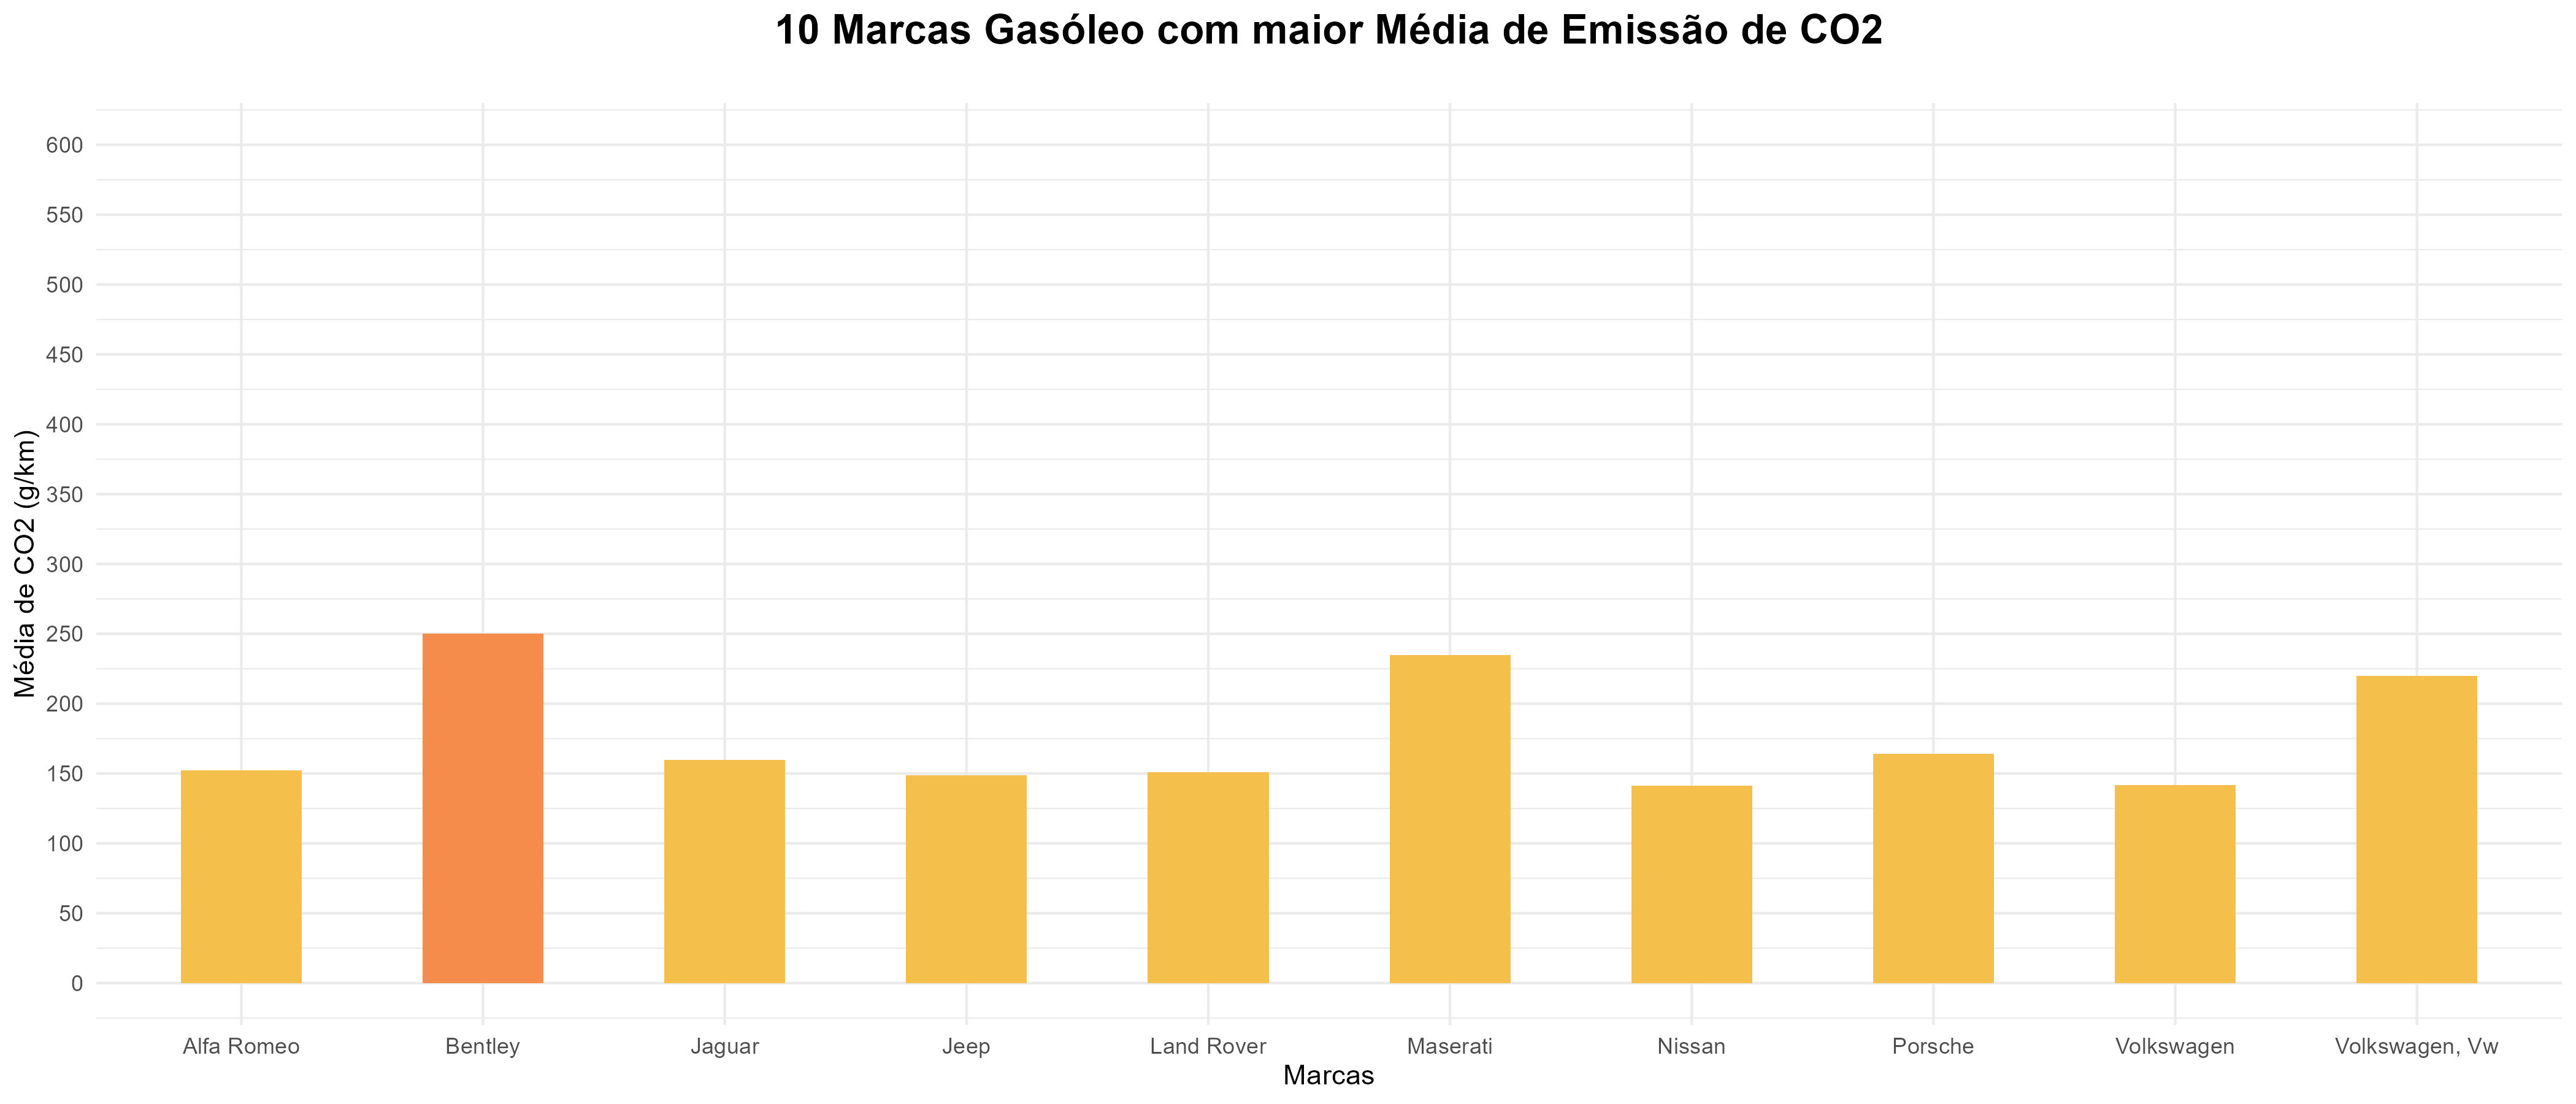 10 Marcas Gasóleo com maior Média de Emissão de CO2
Média de CO2 (g/km)
600
550
500
450
400
350
300
250
200
150
100
50
0
Alfa Romeo
Bentley
Jaguar
Jeep
Land Rover
Maserati
Nissan
Porsche
Volkswagen
Volkswagen, Vw
Marcas